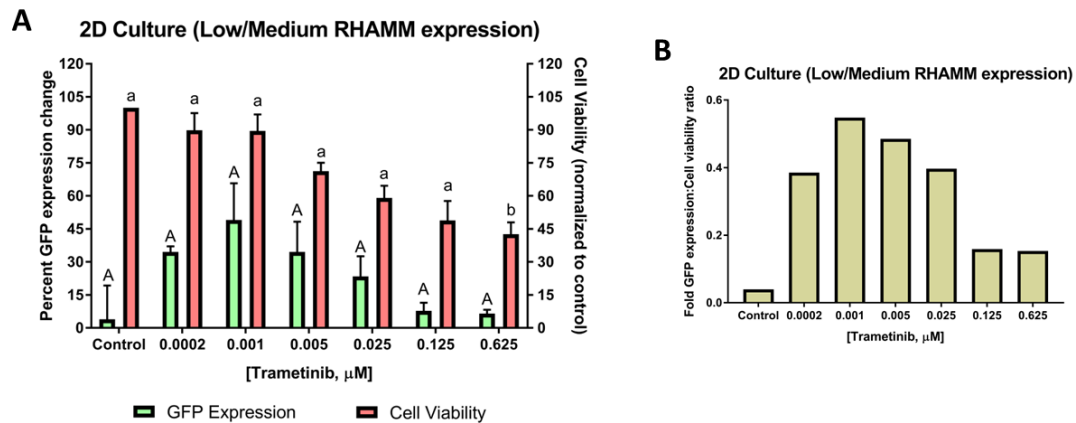 A
2D Culture (Low/Medium RHAMM expression)
Percent GFP expression change
120
105
90
75
60
45
30
15
0
Cell Viability (normalized to control)
120
105
90
75
60
45
30
15
0
A a
A a
A a
A a
A a
A a
A b
Control 0.0002 0.001 0.005 0.025 0.125 0.625
[Trametinib, μM]
GFP Expression Cell Viability
B
2D Culture (Low/Medium RHAMM expression)
Fold GFP expression:Cell viability ratio
0.6
0.4
0.2
0.0
Control 0.0002 0.001 0.005 0.025 0.125 0.625
[Trametinib, μM]